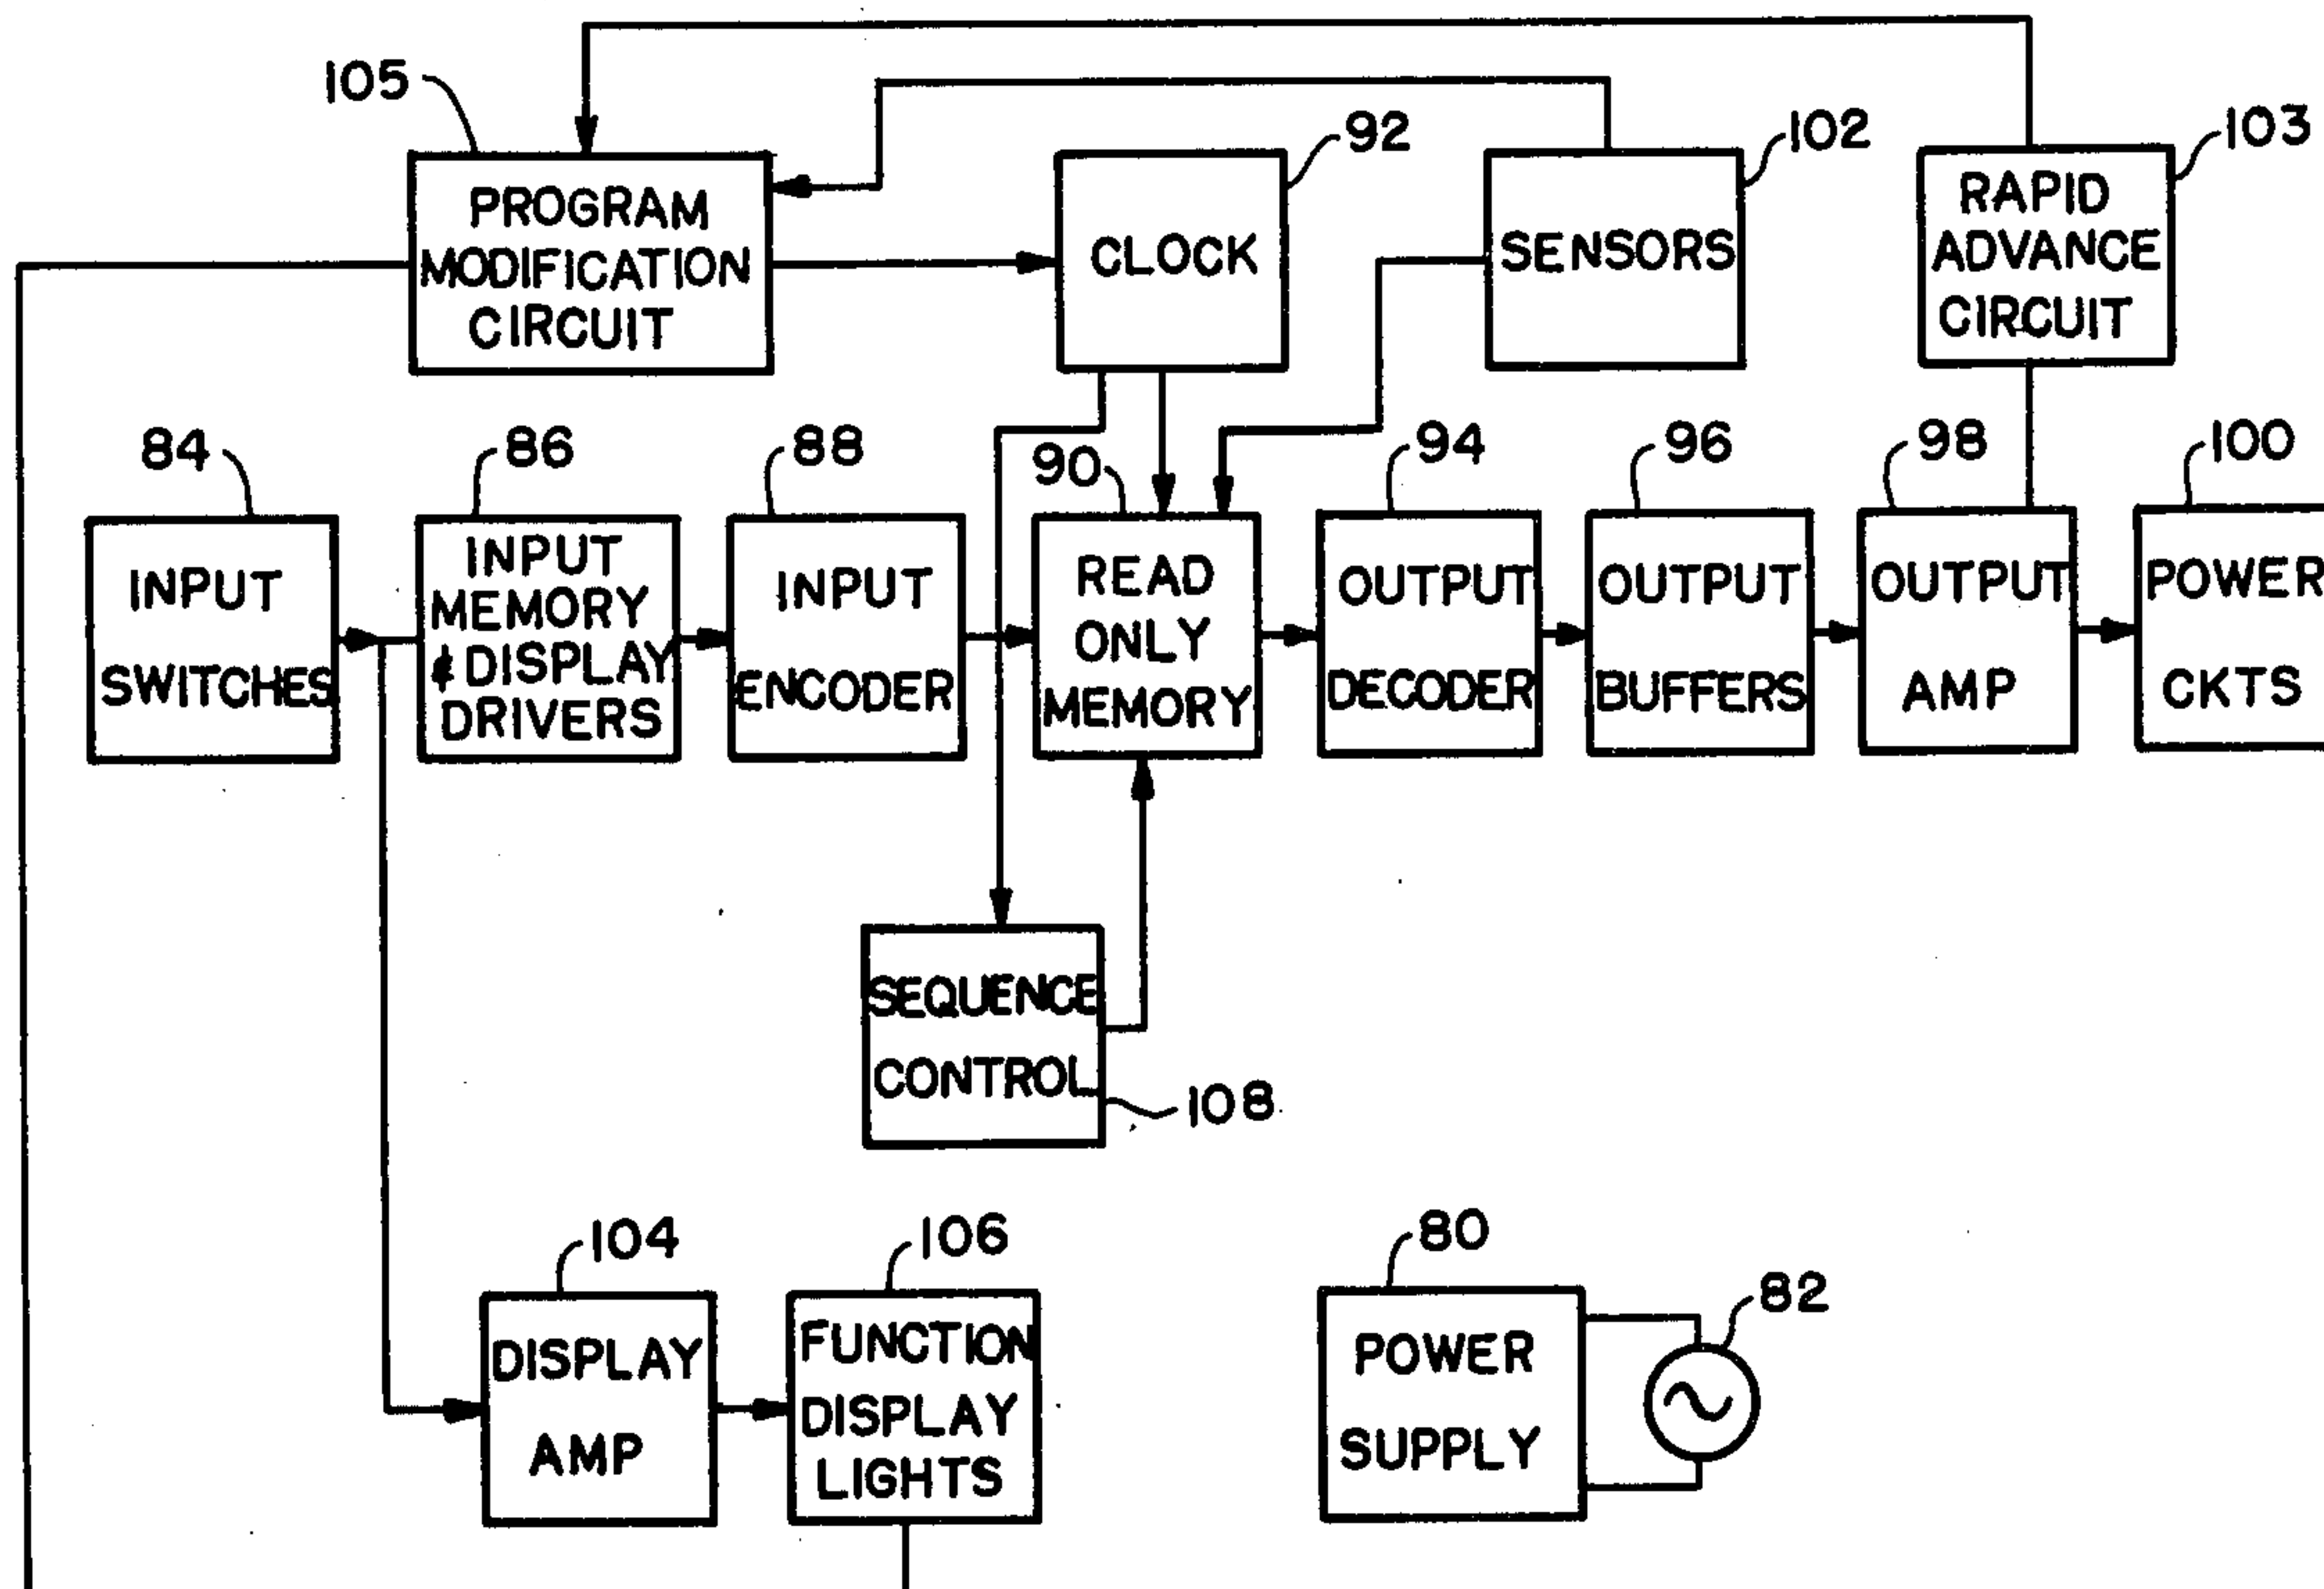 105
92
102
103
PROGRAM
MODIFICATION
CIRCUIT
CLOCK
SENSORS
RAPID
ADVANCE
CIRCUIT
84
86
88
90
94
96
98
100
INPUT
SWITCHES
INPUT
MEMORY
& DISPLAY
DRIVERS
INPUT
ENCODER
READ
ONLY
MEMORY
OUTPUT
DECODER
OUTPUT
BUFFERS
OUTPUT
AMP
POWER
CKTS
SEQUENCE
CONTROL
108
104
106
80
82
DISPLAY
AMP
FUNCTION
DISPLAY
LIGHTS
POWER
SUPPLY